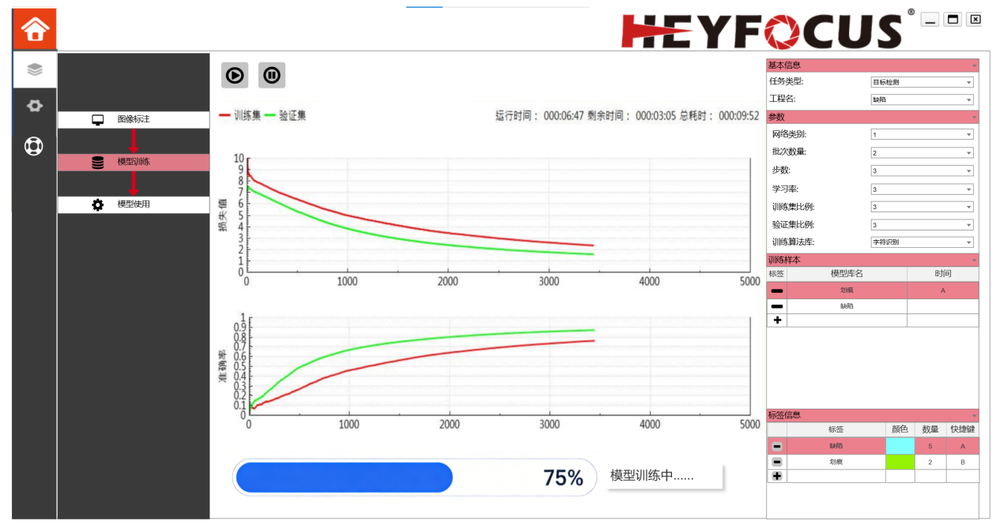 HEYFOCUS®
图像标注
模型训练
模型使用
训练集 验证集
运行时间： 000:06:47 剩余时间： 000:03:05 总耗时： 000:09:52
损失值
10
9
8
7
6
5
4
3
2
1
0
0 1000 2000 3000 4000 5000
准确率
1
0.9
0.8
0.7
0.6
0.5
0.4
0.3
0.2
0.1
0
0 1000 2000 3000 4000 5000
75%
模型训练中......
基本信息
任务类型: 目标检测
工程名: 缺陷
参数
网络类别: 1
批次数量: 2
步数: 3
学习率: 3
训练集比例: 3
验证集比例: 3
训练算法库: 字符识别
训练样本
标签 模型库名 时间
划痕 A
缺陷
标签信息
标签 颜色 数量 快捷键
缺陷 5 A
划痕 2 B